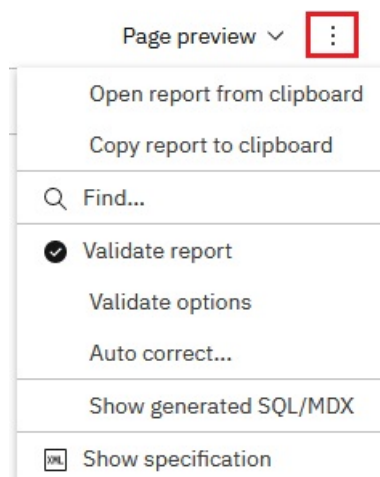 Page preview
Open report from clipboard
Copy report to clipboard
Find...
Validate report
Validate options
Auto correct...
Show generated SQL/MDX
XML Show specification